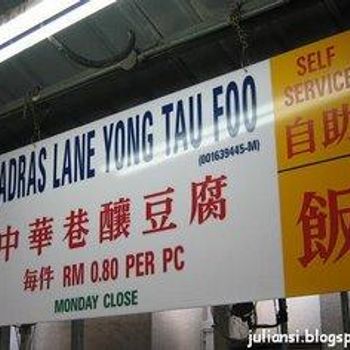 ADRAS LANE YONG TAU FOO
(001639445-M)
中華巷釀豆腐
每件 RM 0.80 PER PC
MONDAY CLOSE
SELF
SERVICE
自助
飯
juliansi.blogsp